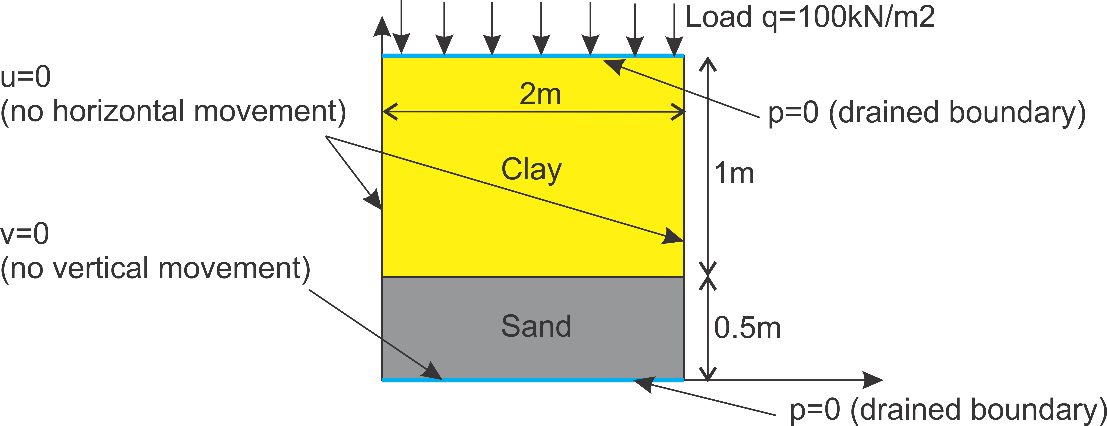 Load q=100kN/m2
u=0
(no horizontal movement)
2m
p=0 (drained boundary)
Clay
1m
v=0
(no vertical movement)
Sand
0.5m
p=0 (drained boundary)